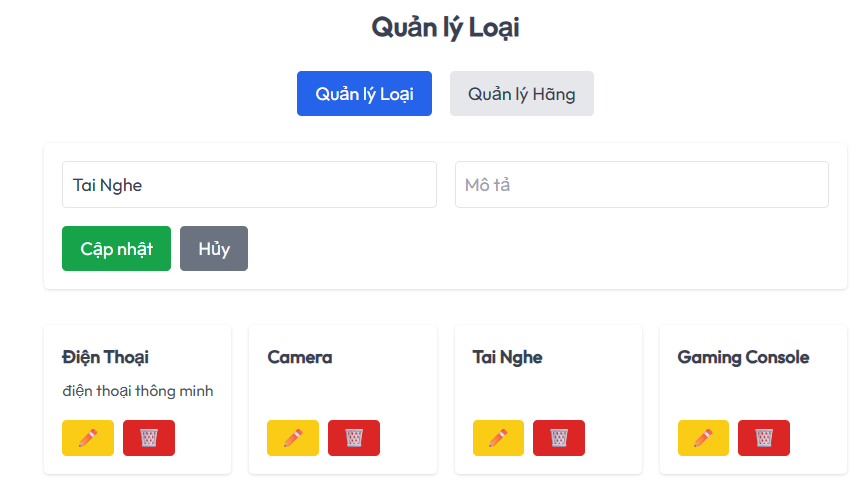 Quản lý Loại
Quản lý Loại Quản lý Hãng
Tai Nghe Mô tả
Cập nhật Hủy
Điện Thoại Camera Tai Nghe Gaming Console
điện thoại thông minh